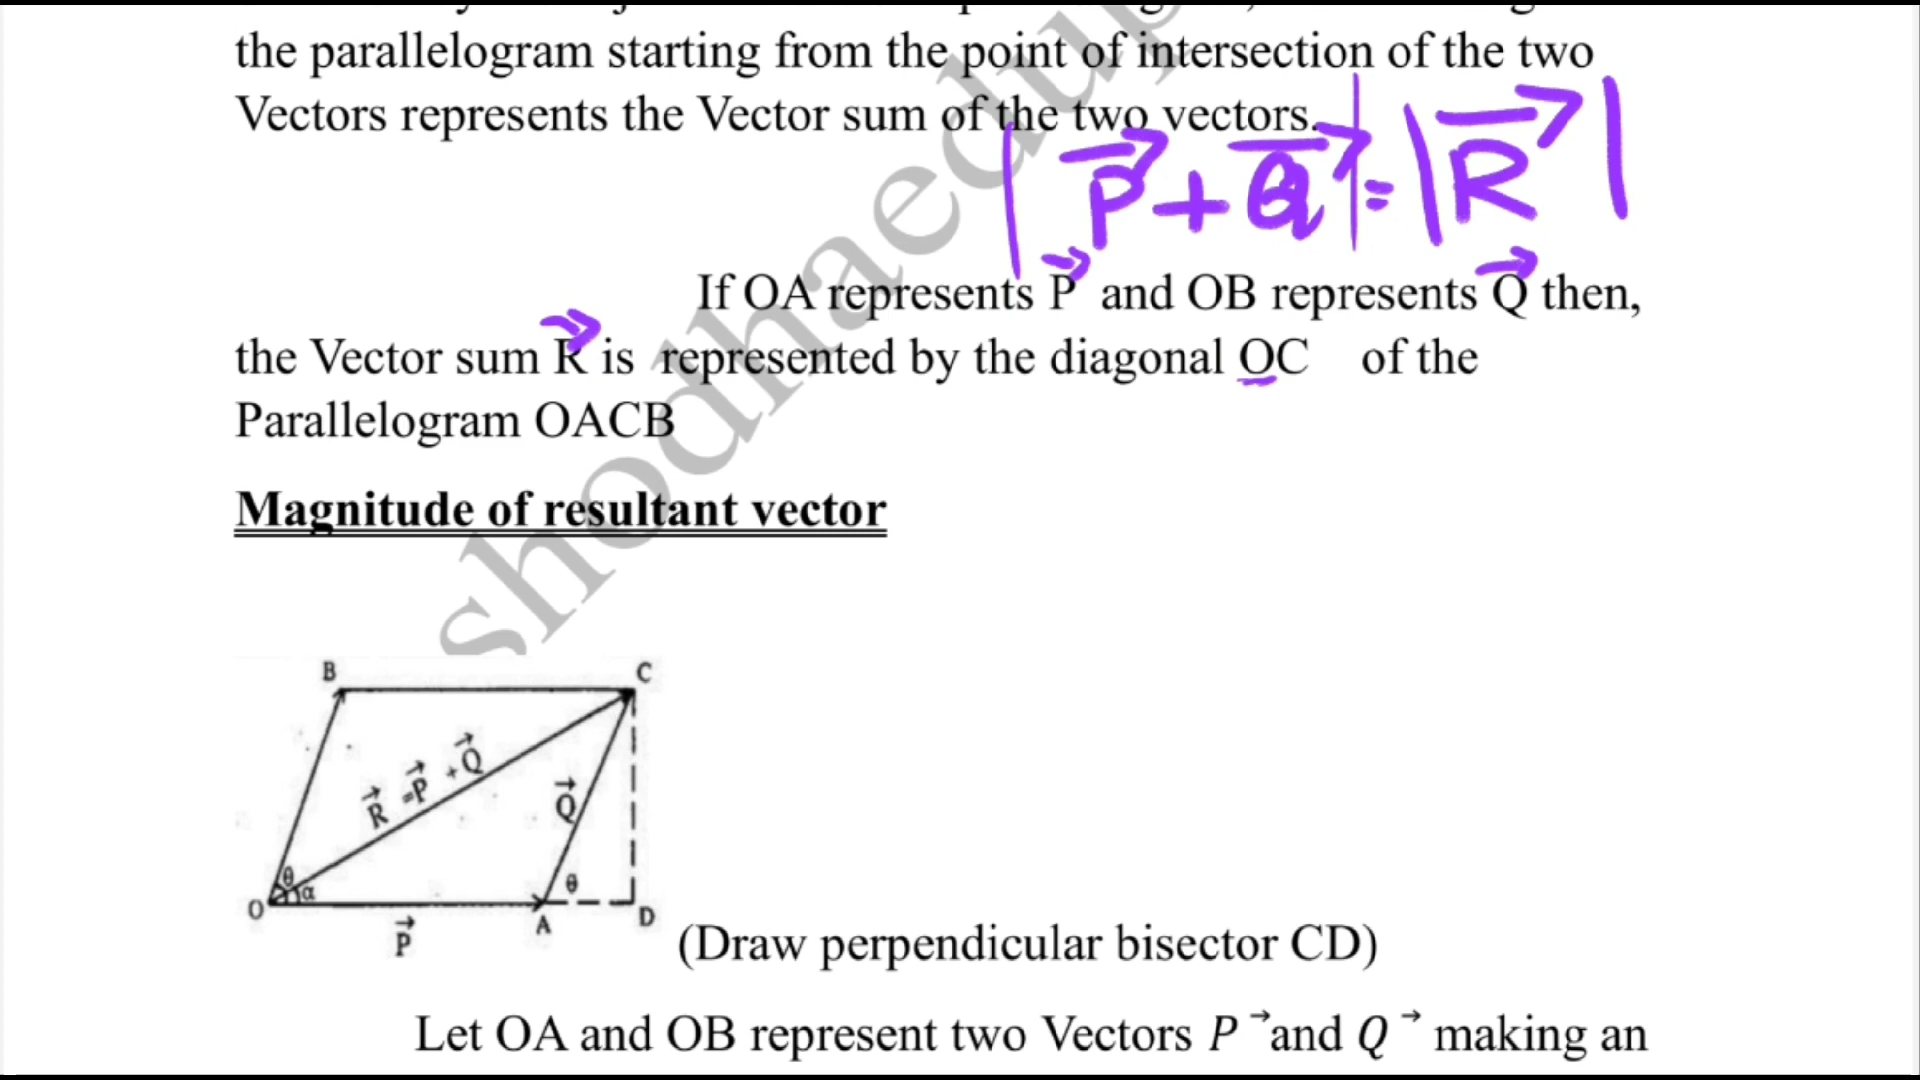 the parallelogram starting from the point of intersection of the two
Vectors represents the Vector sum of the two vectors.
|P⃗+Q⃗|=|R⃗|
If OA represents P⃗ and OB represents Q⃗ then,
the Vector sum R⃗ is represented by the diagonal OC of the
Parallelogram OACB
Magnitude of resultant vector
shodhaedup
B C
R⃗ =P⃗ +Q⃗
Q⃗
θ α θ
O A D
P⃗
(Draw perpendicular bisector CD)
Let OA and OB represent two Vectors P → and Q → making an